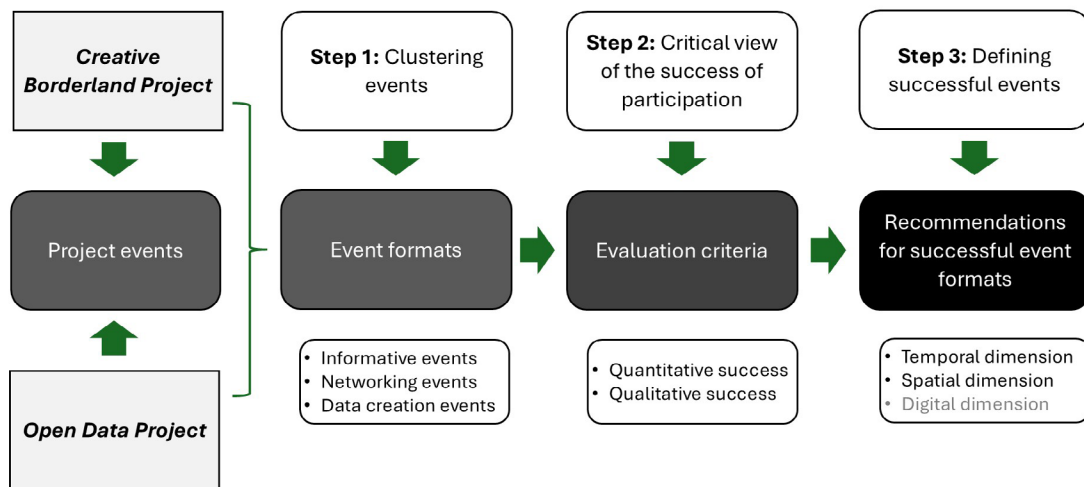 Creative
Borderland Project
Project events
Open Data Project
Step 1: Clustering
events
Event formats
• Informative events
• Networking events
• Data creation events
Step 2: Critical view
of the success of
participation
Evaluation criteria
• Quantitative success
• Qualitative success
Step 3: Defining
successful events
Recommendations
for successful event
formats
• Temporal dimension
• Spatial dimension
• Digital dimension